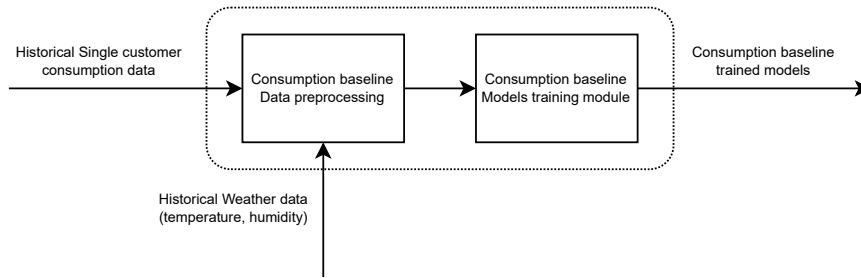 Historical Single customer
consumption data
Consumption baseline
Data preprocessing
Consumption baseline
Models training module
Consumption baseline
trained models
Historical Weather data
(temperature, humidity)